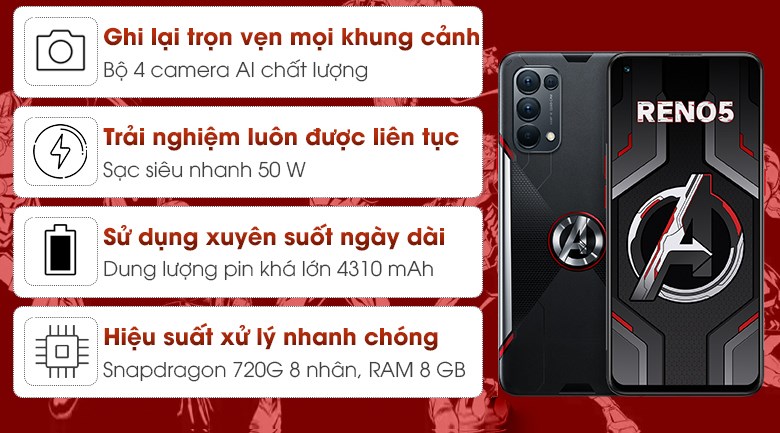 Ghi lại trọn vẹn mọi khung cảnh
Bộ 4 camera AI chất lượng
Trải nghiệm luôn được liên tục
Sạc siêu nhanh 50 W
Sử dụng xuyên suốt ngày dài
Dung lượng pin khá lớn 4310 mAh
Hiệu suất xử lý nhanh chóng
Snapdragon 720G 8 nhân, RAM 8 GB
RENO5